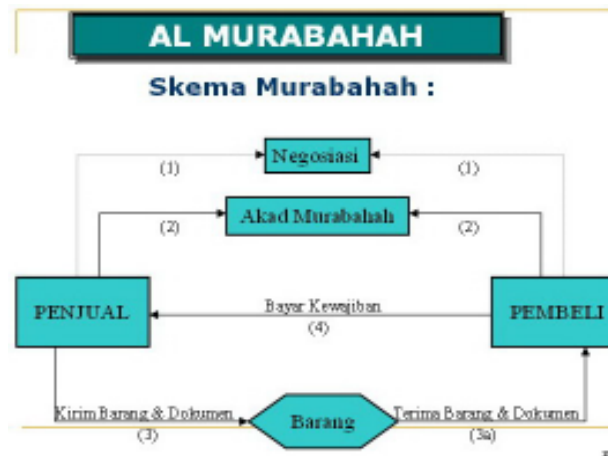 AL MURABAHAH
Skema Murabahah :
Negosiasi
(1)
(1)
Akad Murabahah
(2)
(2)
PENJUAL
Bayar Kewajiban
(4)
PEMBELI
Kirim Barang & Dokumen
(3)
Barang
Terima Barang & Dokumen
(3a)